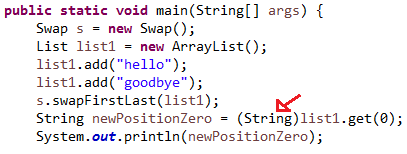 public static void main(String[] args) {
Swap s = new Swap();
List list1 = new ArrayList();
list1.add("hello");
list1.add("goodbye");
s.swapFirstLast(list1);
String newPositionZero = (String)list1.get(0);
System.out.println(newPositionZero);